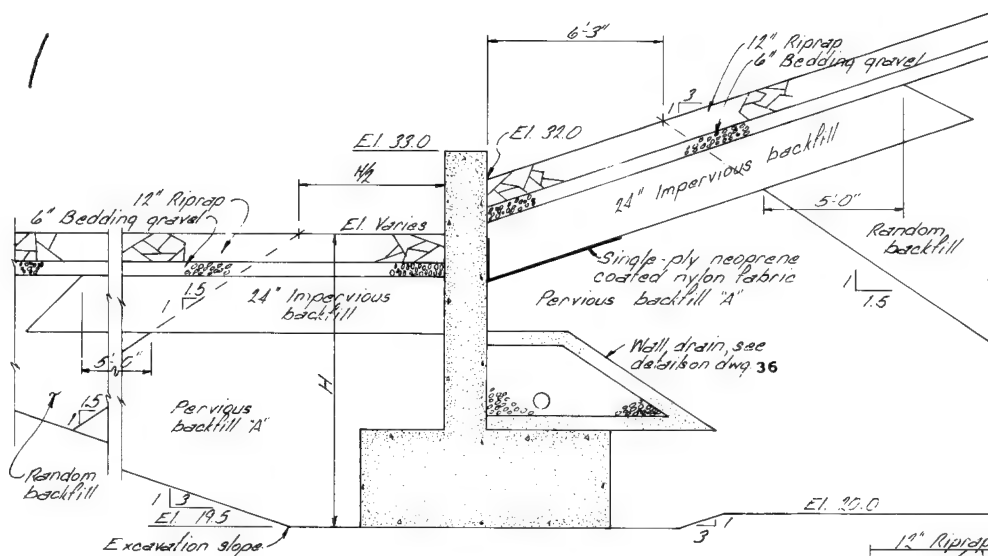 6'-3"
12" Riprap
6" Bedding gravel
1
3
El. 33.0
El. 32.0
H/2
12" Riprap
6" Bedding gravel
El. Varies
24" Impervious backfill
5'-0"
Random
backfill
1
1.5
Single-ply neoprene
coated nylon fabric
Pervious backfill "A"
1
1.5
24" Impervious
backfill
Wall drain, see
details on dwg 36
5'-0"
H
1
1.5
Pervious
backfill "A"
Random
backfill
1
3
El. 19.5
Excavation slope
El. 20.0
1
3
12" Riprap